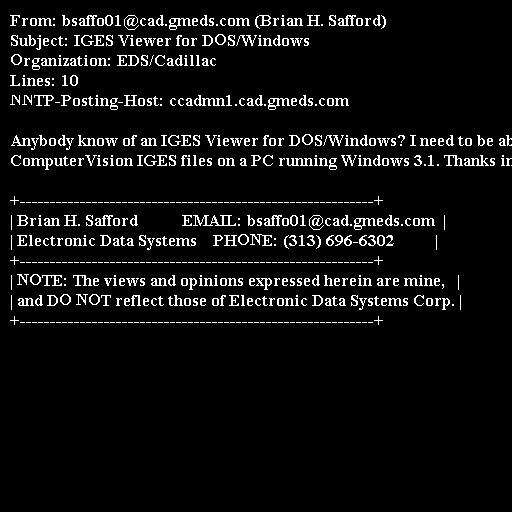 From: bsaffo01@cad.gmeds.com (Brian H. Safford)
Subject: IGES Viewer for DOS/Windows
Organization: EDS/Cadillac
Lines: 10
NNTP-Posting-Host: ccadmn1.cad.gmeds.com
Anybody know of an IGES Viewer for DOS/Windows? I need to be ab
ComputerVision IGES files on a PC running Windows 3.1. Thanks in
+-----------------------------------------------------------+
| Brian H. Safford EMAIL: bsaffo01@cad.gmeds.com |
| Electronic Data Systems PHONE: (313) 696-6302 |
+-----------------------------------------------------------+
| NOTE: The views and opinions expressed herein are mine, |
| and DO NOT reflect those of Electronic Data Systems Corp. |
+-----------------------------------------------------------+